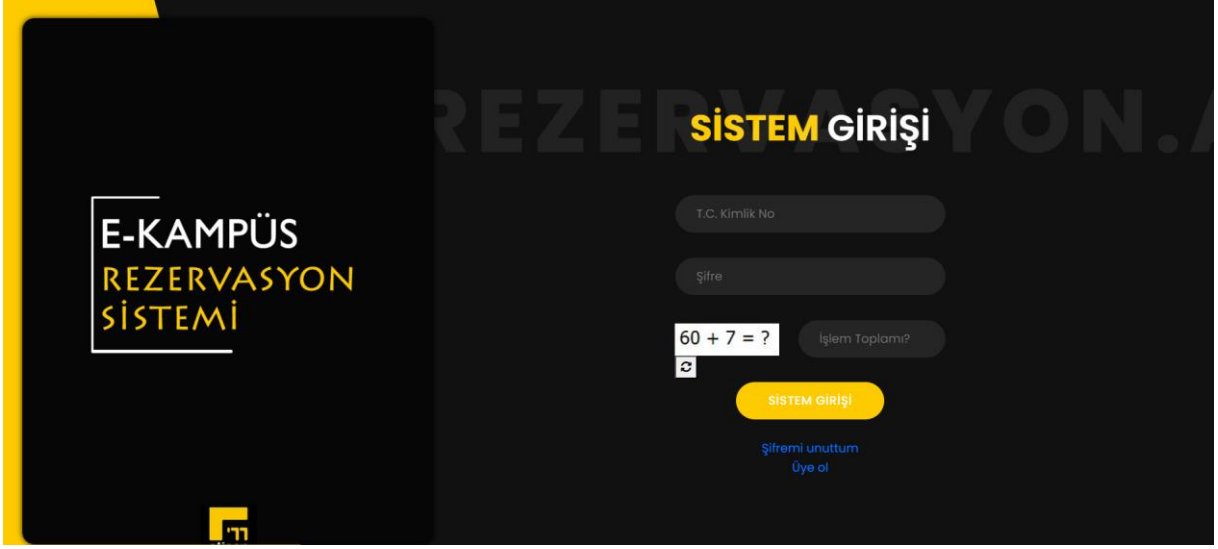 REZERVASYON.A
SİSTEM GİRİŞİ
T.C. Kimlik No
E-KAMPÜS
REZERVASYON
SİSTEMİ
Şifre
60 + 7 = ?
İşlem Toplamı?
SİSTEM GİRİŞİ
Şifremi unuttum
Üye ol
'77